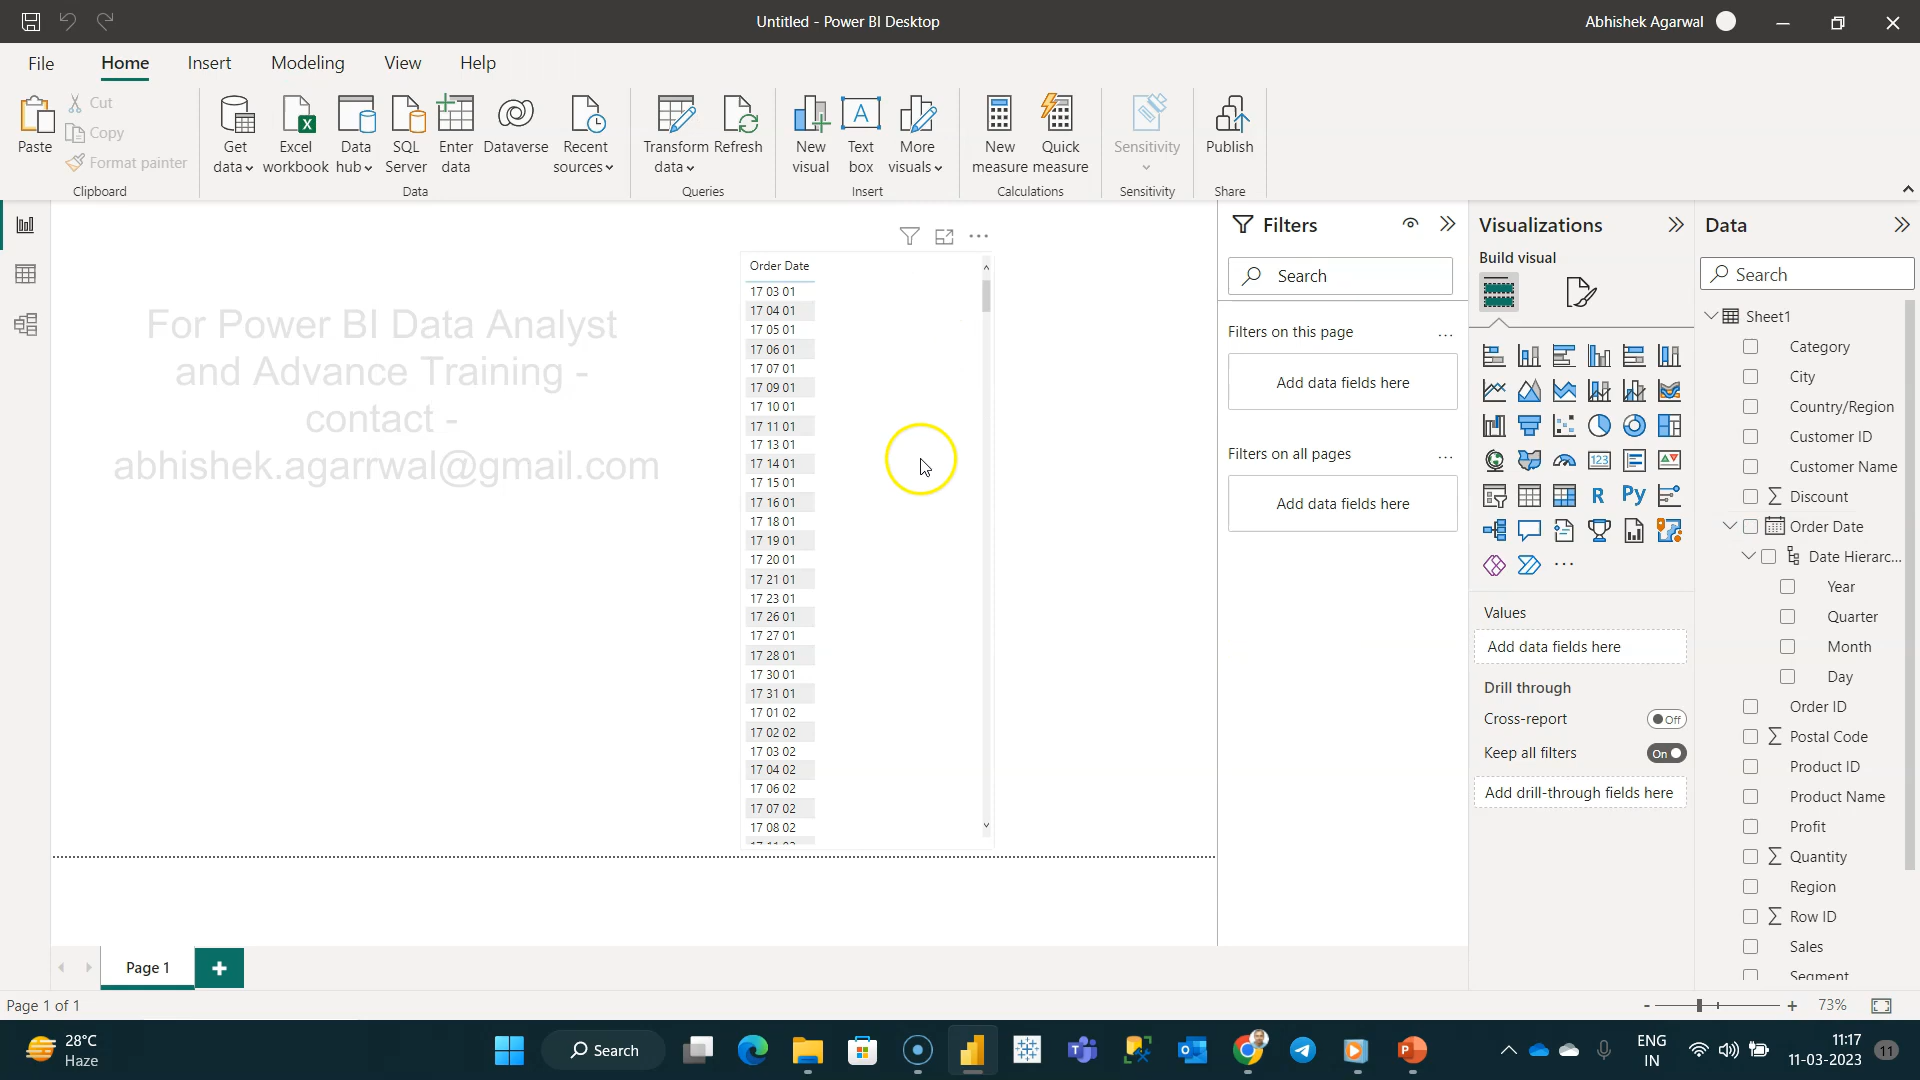 Untitled - Power BI Desktop
Abhishek Agarwal
File
Home
Insert
Modeling
View
Help
Paste
Cut
Copy
Format painter
Clipboard
Get data
Excel workbook
Data hub
SQL Server
Enter data
Dataverse
Recent sources
Data
Transform data
Refresh
Queries
New visual
Text box
More visuals
Insert
New measure
Quick measure
Calculations
Sensitivity
Sensitivity
Publish
Share
For Power BI Data Analyst
and Advance Training -
contact -
abhishek.agarrwal@gmail.com
Order Date
17 03 01
17 04 01
17 05 01
17 06 01
17 07 01
17 09 01
17 10 01
17 11 01
17 13 01
17 14 01
17 15 01
17 16 01
17 18 01
17 19 01
17 20 01
17 21 01
17 23 01
17 26 01
17 27 01
17 28 01
17 30 01
17 31 01
17 01 02
17 02 02
17 03 02
17 04 02
17 06 02
17 07 02
17 08 02
Filters
Search
Filters on this page
Add data fields here
Filters on all pages
Add data fields here
Visualizations
Build visual
123
R
Py
Values
Add data fields here
Drill through
Cross-report
Off
Keep all filters
On
Add drill-through fields here
Data
Search
Sheet1
Category
City
Country/Region
Customer ID
Customer Name
Discount
Order Date
Date Hierarc...
Year
Quarter
Month
Day
Order ID
Postal Code
Product ID
Product Name
Profit
Quantity
Region
Row ID
Sales
Segment
Page 1
Page 1 of 1
73%
28°C
Haze
Search
ENG
IN
11:17
11-03-2023
11